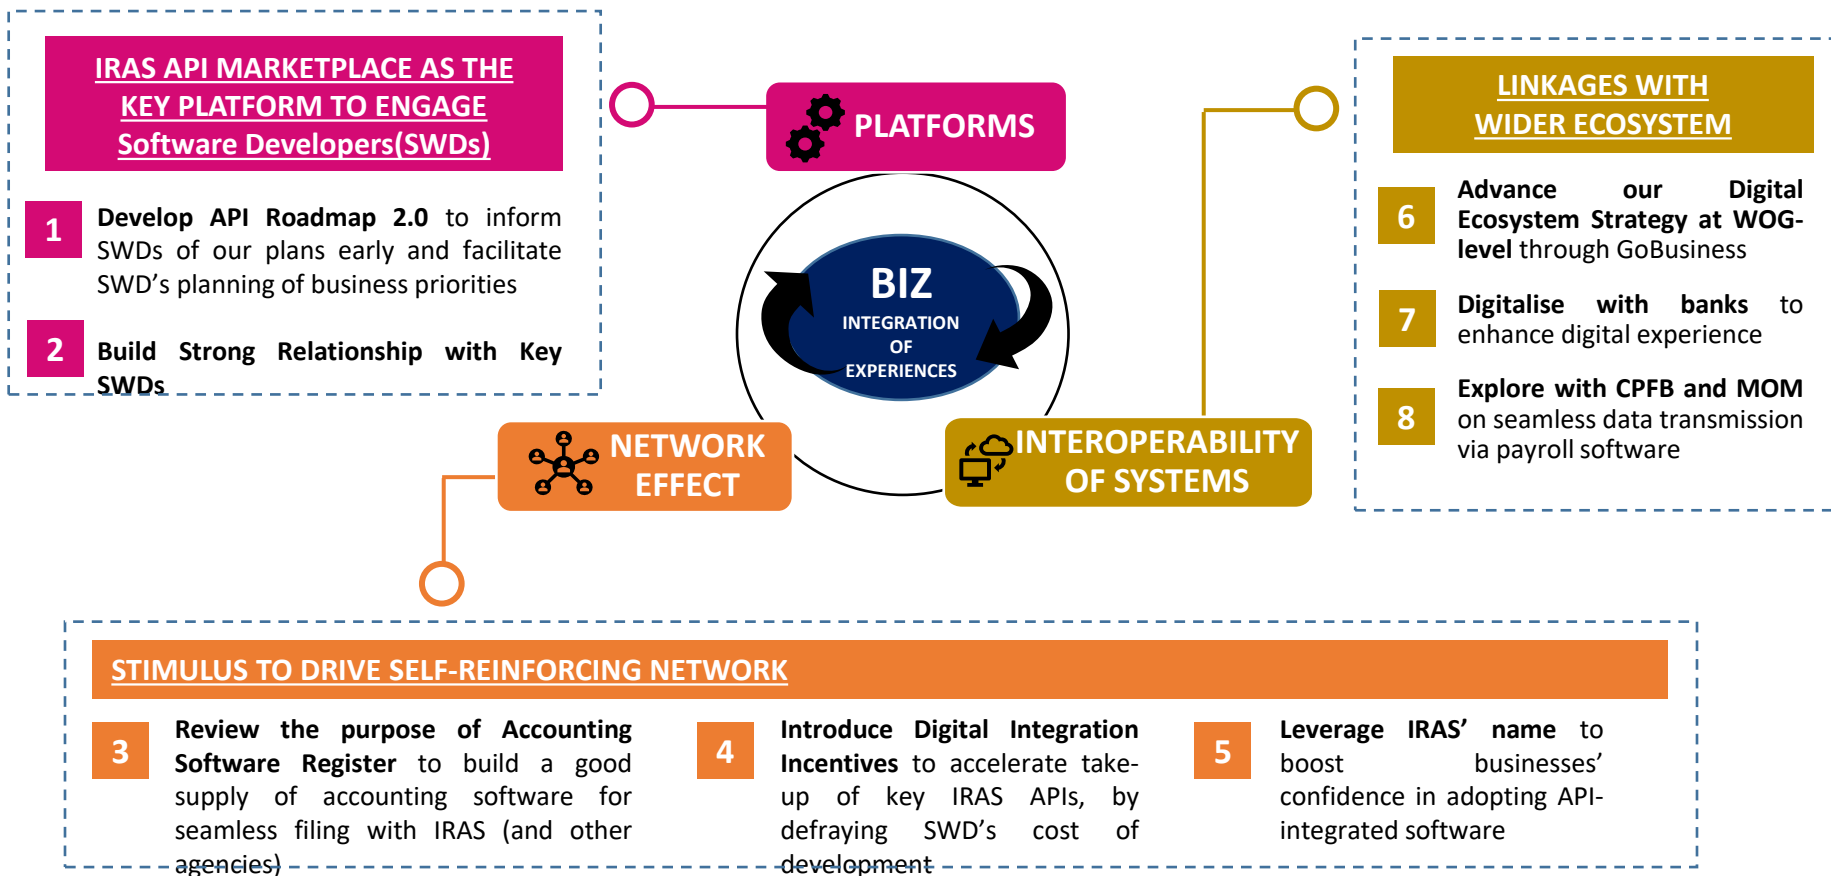 IRAS API MARKETPLACE AS THE
KEY PLATFORM TO ENGAGE
Software Developers(SWDs)
1
Develop API Roadmap 2.0 to inform
SWDs of our plans early and facilitate
SWD’s planning of business priorities
2
Build Strong Relationship with Key
SWDs
PLATFORMS
BIZ
INTEGRATION
OF
EXPERIENCES
NETWORK
EFFECT
INTEROPERABILITY
OF SYSTEMS
LINKAGES WITH
WIDER ECOSYSTEM
6
Advance our Digital
Ecosystem Strategy at WOG-
level through GoBusiness
7
Digitalise with banks to
enhance digital experience
8
Explore with CPFB and MOM
on seamless data transmission
via payroll software
STIMULUS TO DRIVE SELF-REINFORCING NETWORK
3
Review the purpose of Accounting
Software Register to build a good
supply of accounting software for
seamless filing with IRAS (and other
agencies)
4
Introduce Digital Integration
Incentives to accelerate take-
up of key IRAS APIs, by
defraying SWD’s cost of
development
5
Leverage IRAS’ name to
boost businesses’
confidence in adopting API-
integrated software